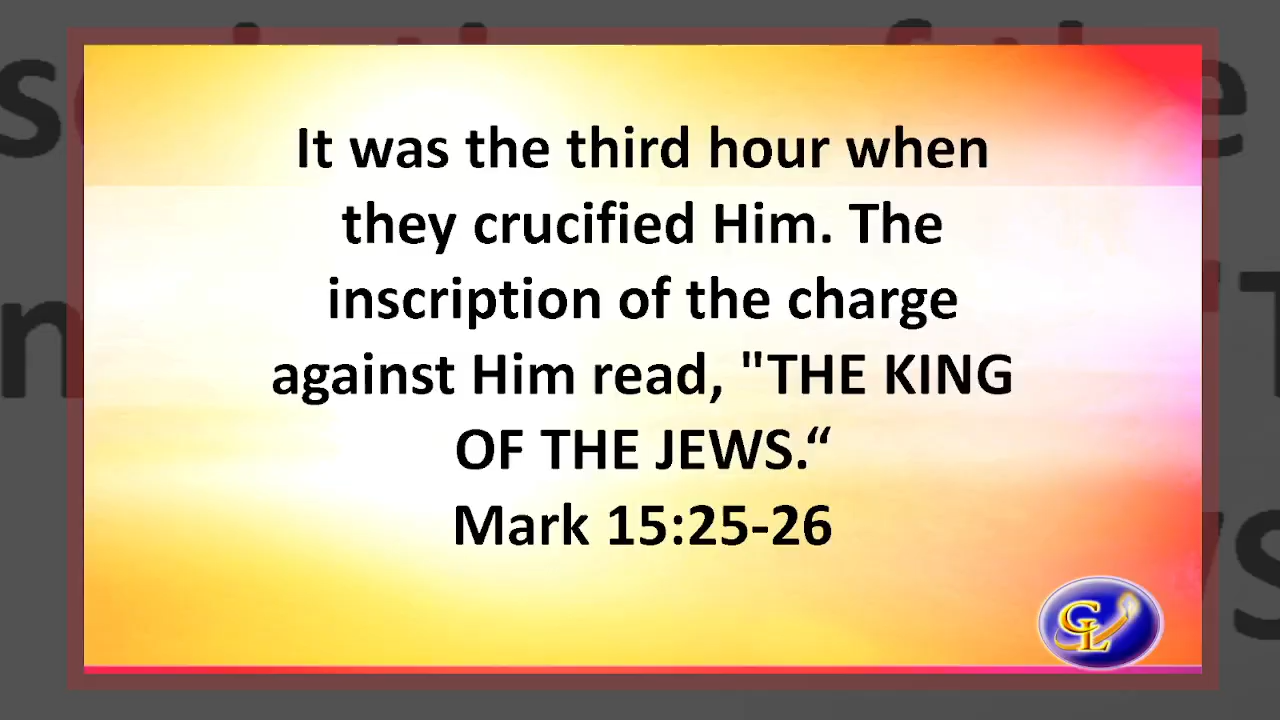 It was the third hour when
they crucified Him. The
inscription of the charge
against Him read, "THE KING
OF THE JEWS.“
Mark 15:25-26
GL